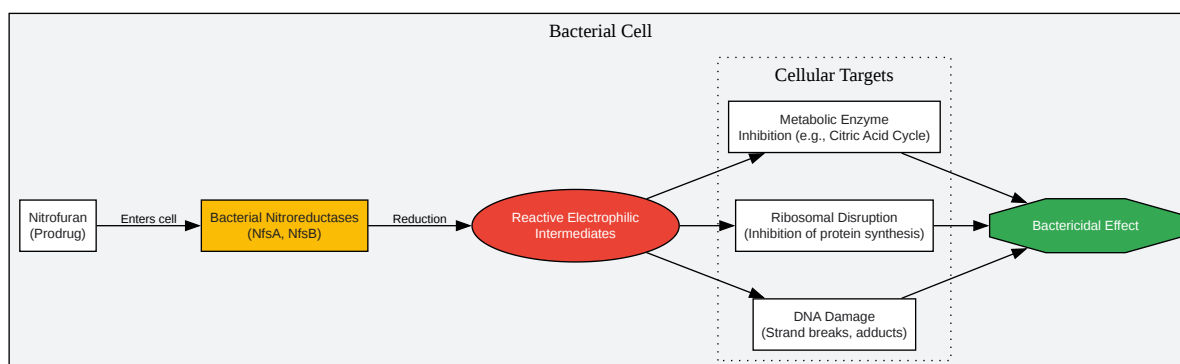 Bacterial Cell
Cellular Targets
Nitrofuran
(Prodrug)
Enters cell
Bacterial Nitroreductases
(NfsA, NfsB)
Reduction
Reactive Electrophilic
Intermediates
Metabolic Enzyme
Inhibition (e.g., Citric Acid Cycle)
Ribosomal Disruption
(Inhibition of protein synthesis)
DNA Damage
(Strand breaks, adducts)
Bactericidal Effect